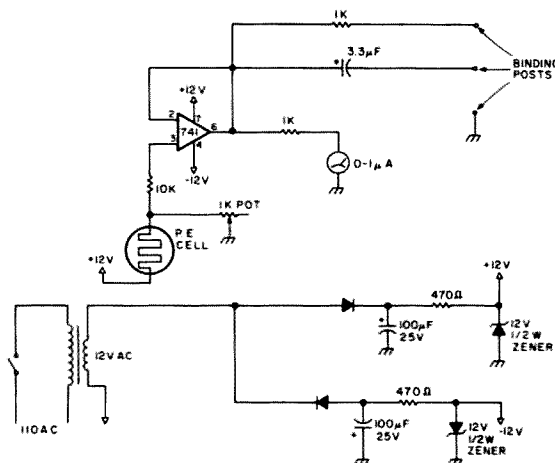 1K
3.3µF
+
BINDING
POSTS
+12V
2
7
741
6
3
4
-12V
1K
0-1µA
10K
1K POT
P.E
CELL
+12V
+12V
470Ω
12V AC
+
100µF
25V
12V
1/2W
ZENER
110AC
470Ω
100µF
25V
+
12V
1/2W
ZENER
-12V